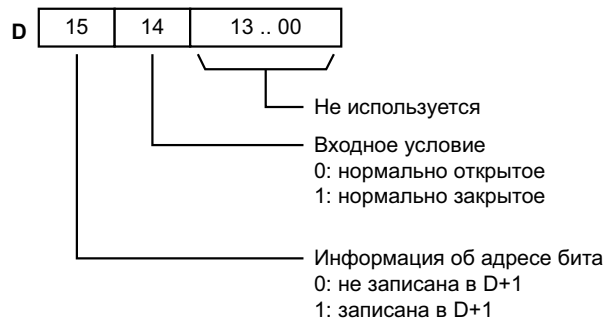 D 15 14 13 .. 00
Не используется
Входное условие
0: нормально открытое
1: нормально закрытое
Информация об адресе бита
0: не записана в D+1
1: записана в D+1